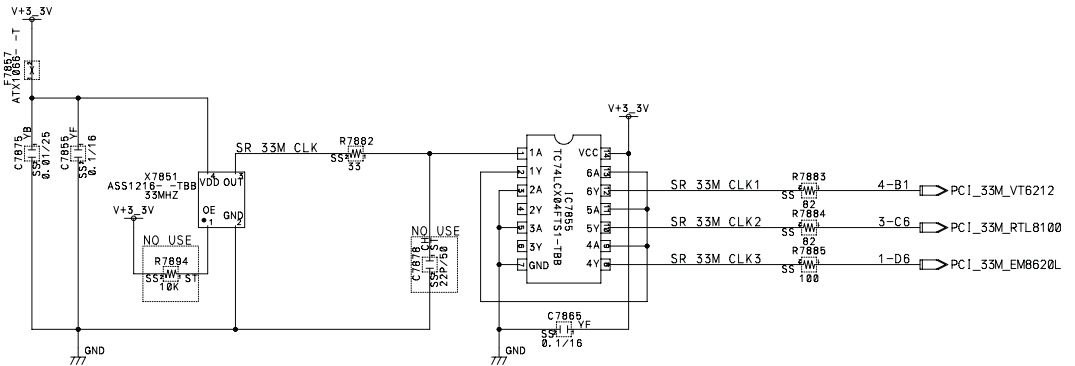 V+3_3V
F7857
ATX1066- -T
C7875
YB
SS
0.01/25
C7855
YF
SS
0.1/16
X7851
ASS1216- -TBB
33MHZ
4
3
VDD OUT
OE
GND
1
2
V+3_3V
NO USE
R7894
SS
ST
10K
GND
SR 33M CLK
R7882
SS
33
NO USE
C7878
CH
ST
SS
22P/50
V+3_3V
IC7855
TC74LCX04FTS1-TBB
1 1A
2 1Y
3 2A
4 2Y
5 3A
6 3Y
7 GND
VCC 14
6A 13
6Y 12
5A 11
5Y 10
4A 9
4Y 8
C7865
YF
SS
0.1/16
GND
SR 33M CLK1
R7883
SS
82
4-B1
PCI_33M_VT6212
SR 33M CLK2
R7884
SS
82
3-C6
PCI_33M_RTL8100
SR 33M CLK3
R7885
SS
100
1-D6
PCI_33M_EM8620L